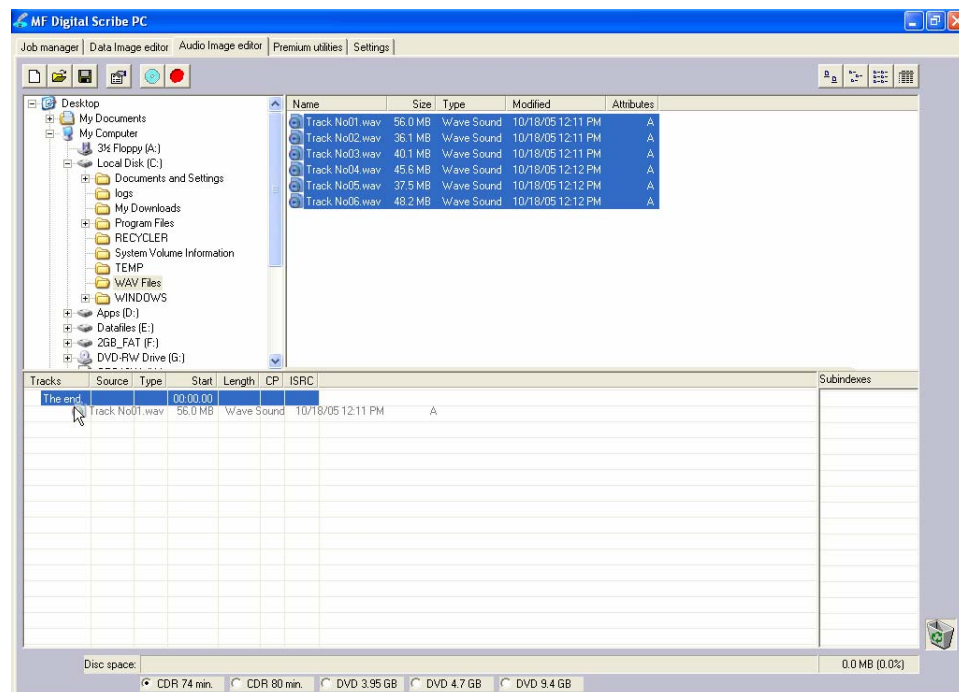 MF Digital Scribe PC
Job manager Data Image editor Audio Image editor Premium utilities Settings
Desktop
My Documents
My Computer
3½ Floppy (A:)
Local Disk (C:)
Documents and Settings
logs
My Downloads
Program Files
RECYCLER
System Volume Information
TEMP
WAV Files
WINDOWS
Apps (D:)
Datafiles (E:)
2GB_FAT (F:)
DVD-RW Drive (G:)
Name Size Type Modified Attributes
Track No01.wav 56.0 MB Wave Sound 10/18/05 12:11 PM A
Track No02.wav 36.1 MB Wave Sound 10/18/05 12:11 PM A
Track No03.wav 40.1 MB Wave Sound 10/18/05 12:11 PM A
Track No04.wav 45.6 MB Wave Sound 10/18/05 12:12 PM A
Track No05.wav 37.5 MB Wave Sound 10/18/05 12:12 PM A
Track No06.wav 48.2 MB Wave Sound 10/18/05 12:12 PM A
Tracks Source Type Start Length CP ISRC
The end. 00:00.00
Track No01.wav 56.0 MB Wave Sound 10/18/05 12:11 PM A
Subindexes
Disc space: 0.0 MB (0.0%)
CDR 74 min. CDR 80 min. DVD 3.95 GB DVD 4.7 GB DVD 9.4 GB